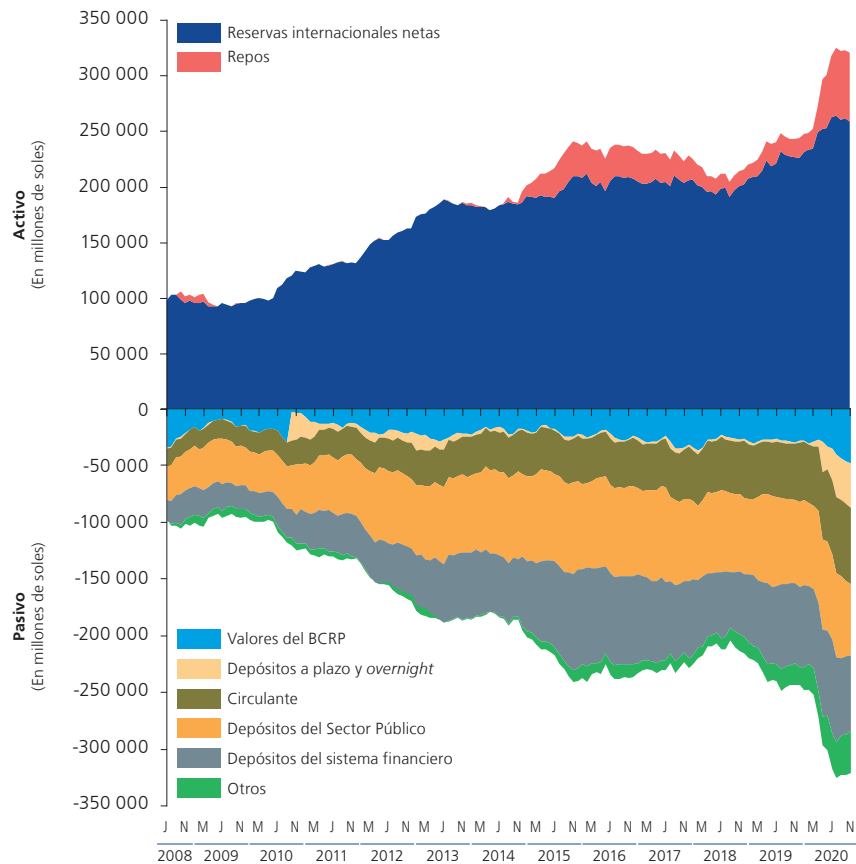 Activo
(En millones de soles)
350 000
300 000
250 000
200 000
150 000
100 000
50 000
0
Reservas internacionales netas
Repos
Pasivo
(En millones de soles)
-50 000
-100 000
-150 000
-200 000
-250 000
-300 000
-350 000
Valores del BCRP
Depósitos a plazo y overnight
Circulante
Depósitos del Sector Público
Depósitos del sistema financiero
Otros
J N M J N M J N M J N M J N M J N M J N M J N M J N M J N M J N M J N M J N
2008 2009 2010 2011 2012 2013 2014 2015 2016 2017 2018 2019 2020